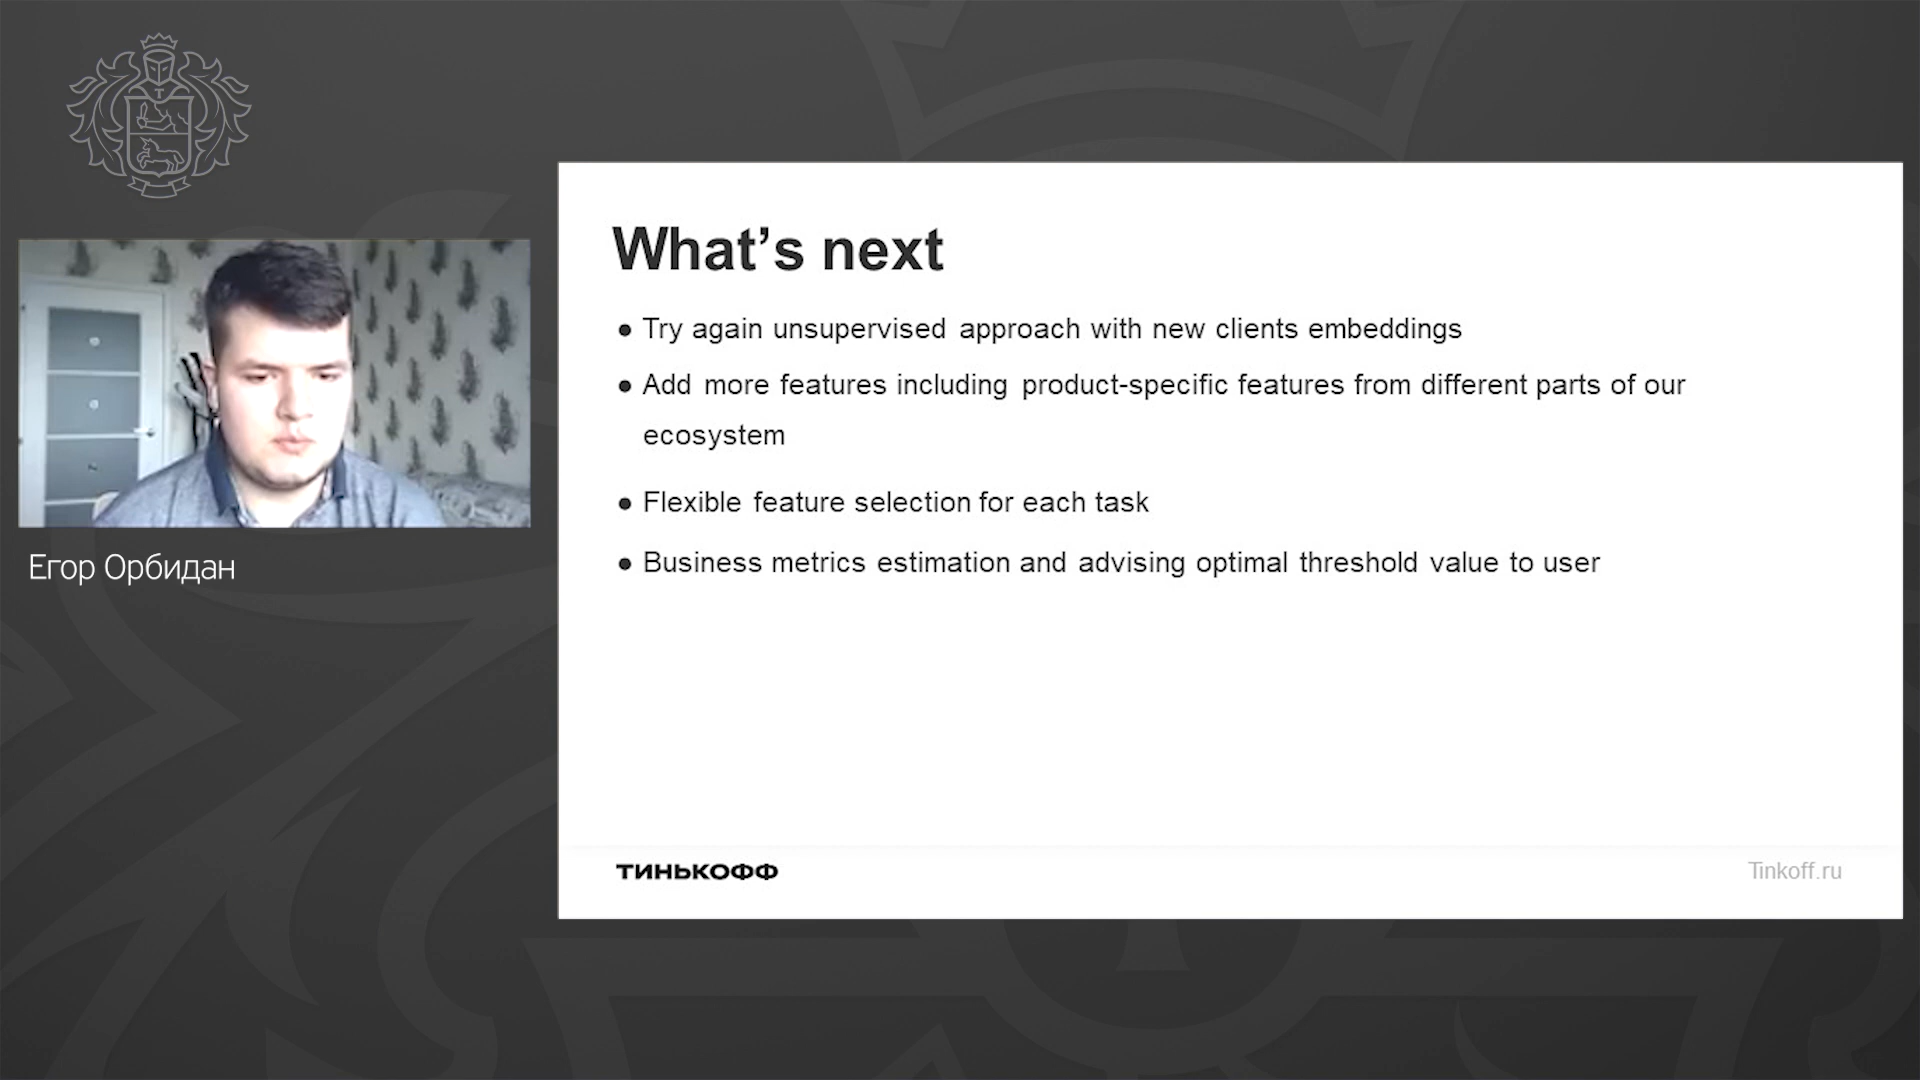 Егор Орбидан
What’s next
● Try again unsupervised approach with new clients embeddings
● Add more features including product-specific features from different parts of our
ecosystem
● Flexible feature selection for each task
● Business metrics estimation and advising optimal threshold value to user
ТИНЬКОФФ
Tinkoff.ru